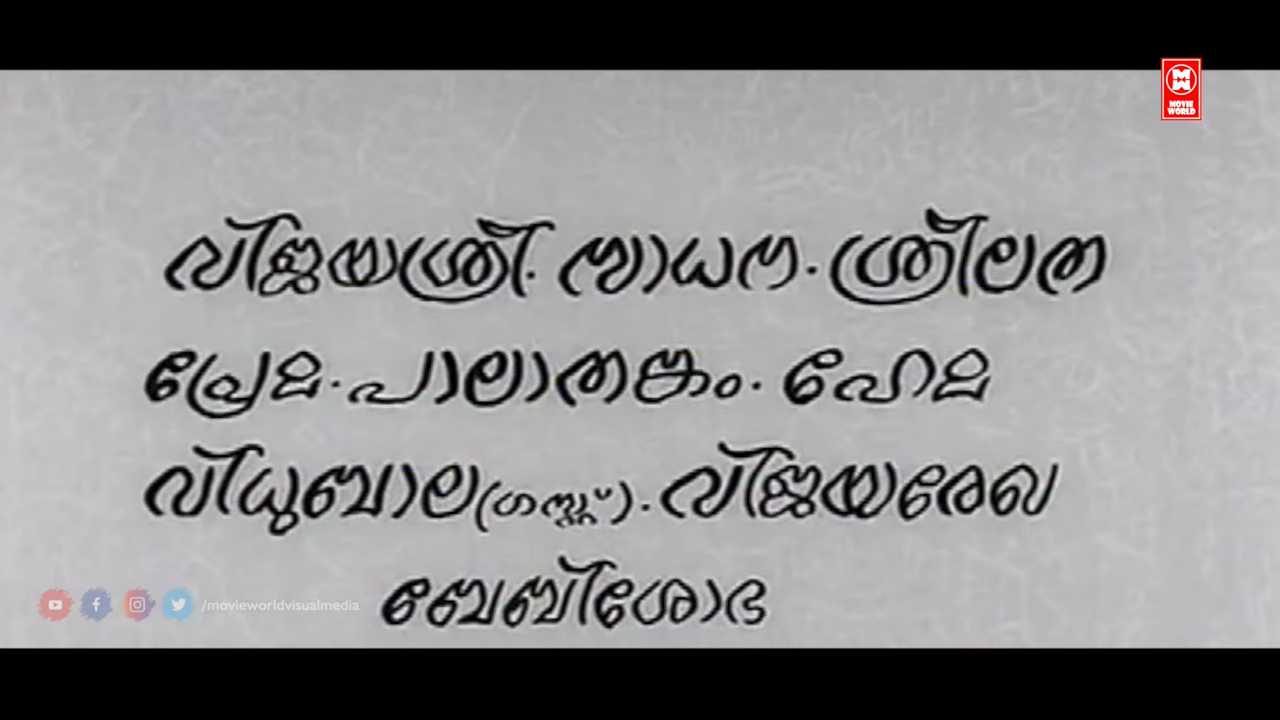 MOVIE
WORLD
വിജയശ്രീ. സാധന. ശ്രീലത
പ്രേമ. പാലാതങ്കം. ഹേമ
വിധുബാല (ഗസ്റ്റ്). വിജയരേഖ
ബേബിശോഭ
/movieworldvisualmedia